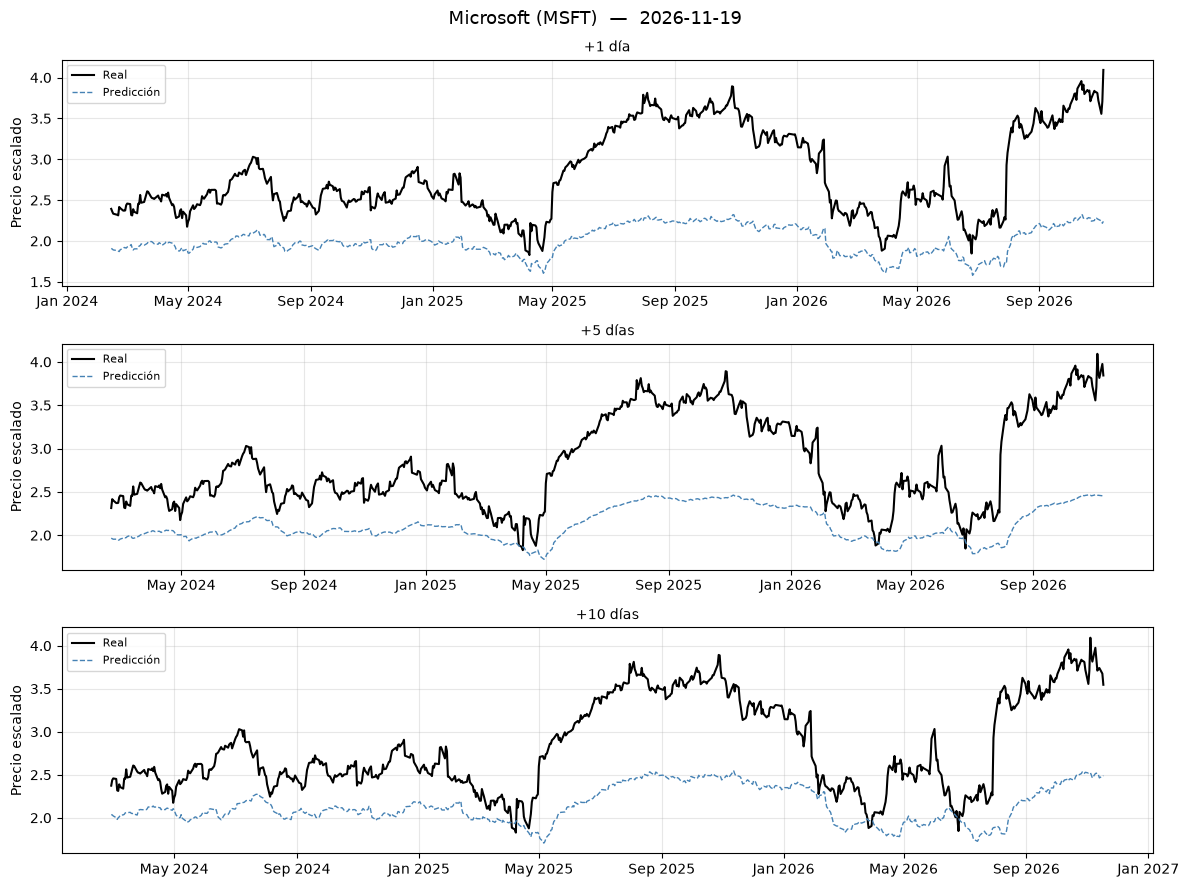 Microsoft (MSFT) — 2026-11-19
+1 día
Real
Predicción
Precio escalado
4.0
3.5
3.0
2.5
2.0
1.5
Jan 2024 May 2024 Sep 2024 Jan 2025 May 2025 Sep 2025 Jan 2026 May 2026 Sep 2026
+5 días
Real
Predicción
Precio escalado
4.0
3.5
3.0
2.5
2.0
May 2024 Sep 2024 Jan 2025 May 2025 Sep 2025 Jan 2026 May 2026 Sep 2026
+10 días
Real
Predicción
Precio escalado
4.0
3.5
3.0
2.5
2.0
May 2024 Sep 2024 Jan 2025 May 2025 Sep 2025 Jan 2026 May 2026 Sep 2026 Jan 2027